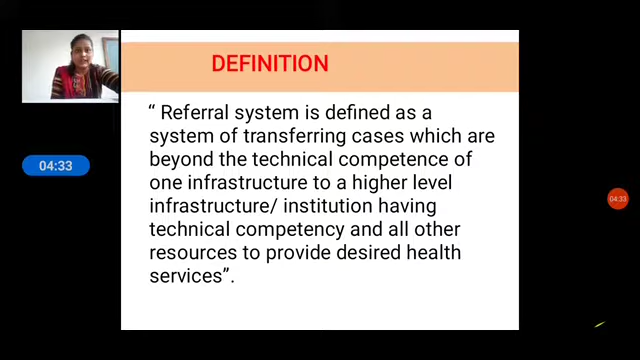 DEFINITION
“ Referral system is defined as a
system of transferring cases which are
beyond the technical competence of
one infrastructure to a higher level
infrastructure/ institution having
technical competency and all other
resources to provide desired health
services”.
04:33
04:33